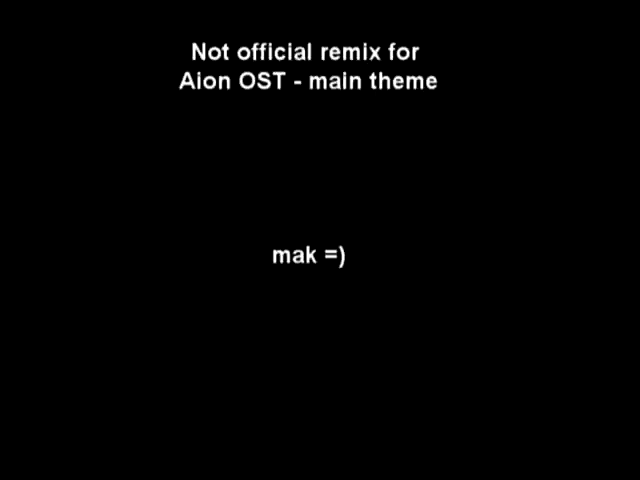 Not official remix for
Aion OST - main theme
mak =)